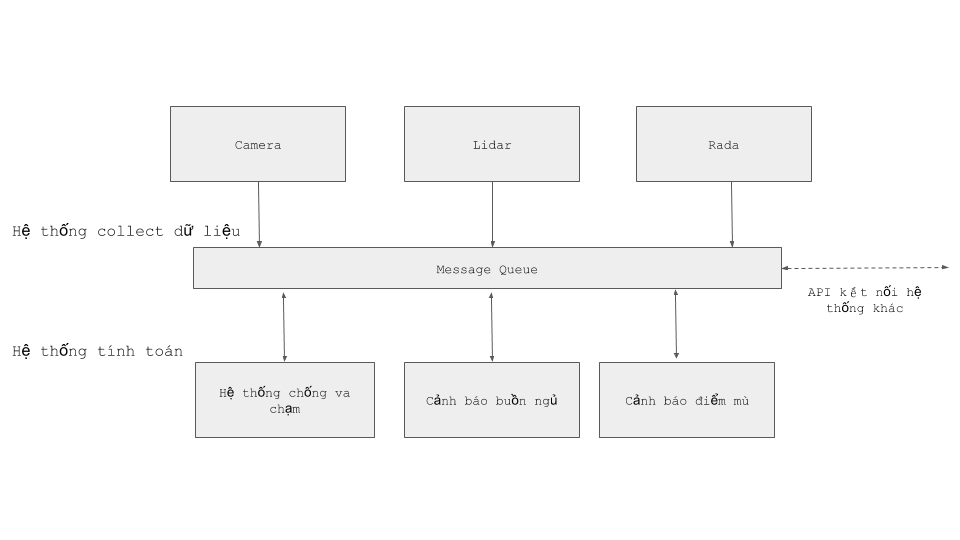 Camera
Lidar
Rada
Hệ thống collect dữ liệu
Message Queue
API kết nối hệ
thống khác
Hệ thống tính toán
Hệ thống chống va
chạm
Cảnh báo buồn ngủ
Cảnh báo điểm mù